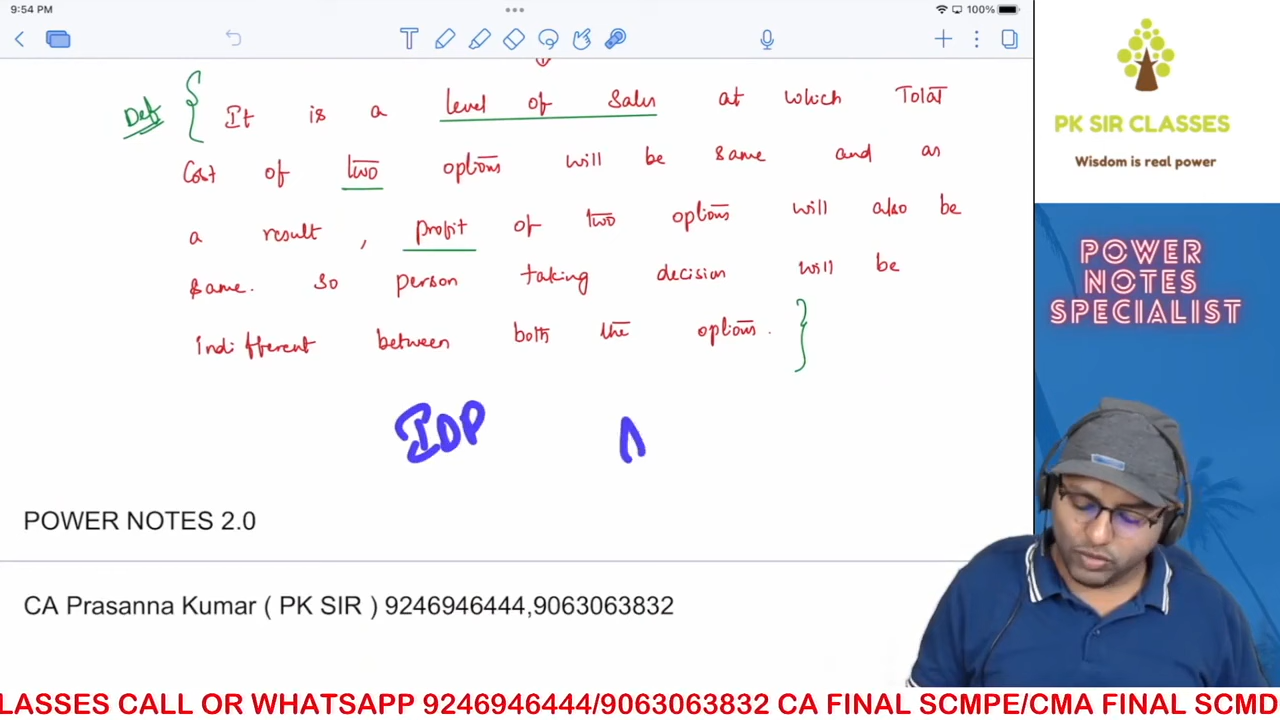 9:54 PM
100%
T
Def { It is a level of Sales at which Total
Cost of two options will be same and as
a result, profit of two options will also be
same. So person taking decision will be
indifferent between both the options. }
IDP
POWER NOTES 2.0
CA Prasanna Kumar ( PK SIR ) 9246946444,9063063832
PK SIR CLASSES
Wisdom is real power
POWER
NOTES
SPECIALIST
LASSES CALL OR WHATSAPP 9246946444/9063063832 CA FINAL SCMPE/CMA FINAL SCMD